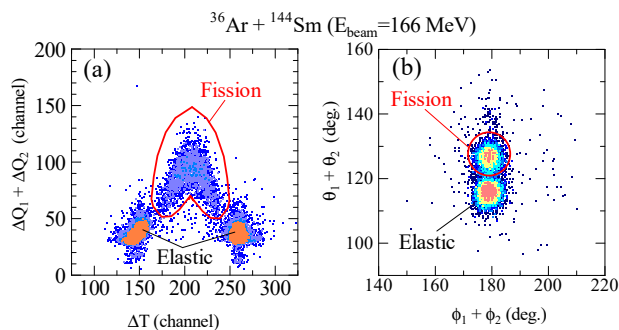 ³⁶Ar + ¹⁴⁴Sm (E_beam=166 MeV)
(a)
Fission
Elastic
ΔQ₁ + ΔQ₂ (channel)
200
150
100
50
0
100 150 200 250 300
ΔT (channel)
(b)
Fission
Elastic
θ₁ + θ₂ (deg.)
160
140
120
100
140 160 180 200 220
ϕ₁ + ϕ₂ (deg.)